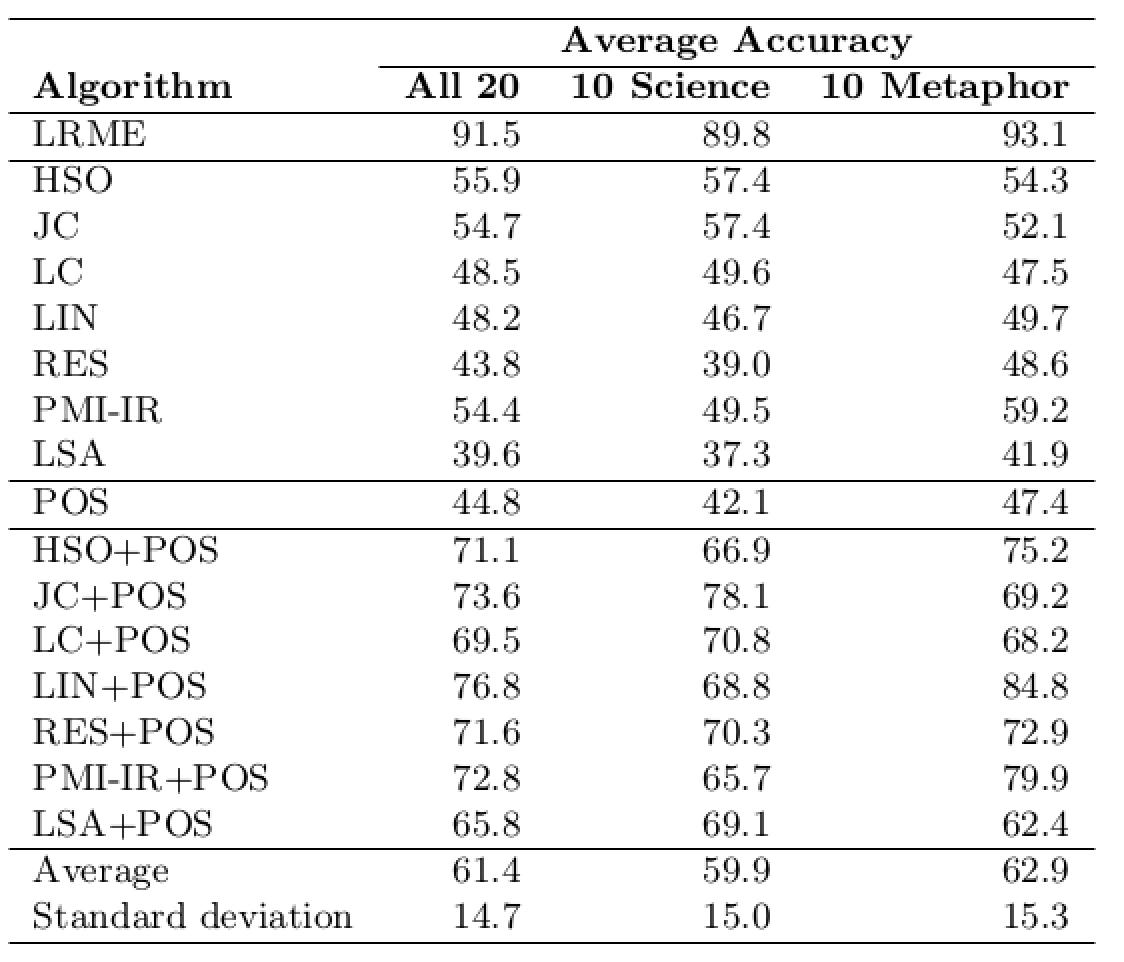 Average Accuracy
Algorithm All 20 10 Science 10 Metaphor
LRME 91.5 89.8 93.1
HSO 55.9 57.4 54.3
JC 54.7 57.4 52.1
LC 48.5 49.6 47.5
LIN 48.2 46.7 49.7
RES 43.8 39.0 48.6
PMI-IR 54.4 49.5 59.2
LSA 39.6 37.3 41.9
POS 44.8 42.1 47.4
HSO+POS 71.1 66.9 75.2
JC+POS 73.6 78.1 69.2
LC+POS 69.5 70.8 68.2
LIN+POS 76.8 68.8 84.8
RES+POS 71.6 70.3 72.9
PMI-IR+POS 72.8 65.7 79.9
LSA+POS 65.8 69.1 62.4
Average 61.4 59.9 62.9
Standard deviation 14.7 15.0 15.3